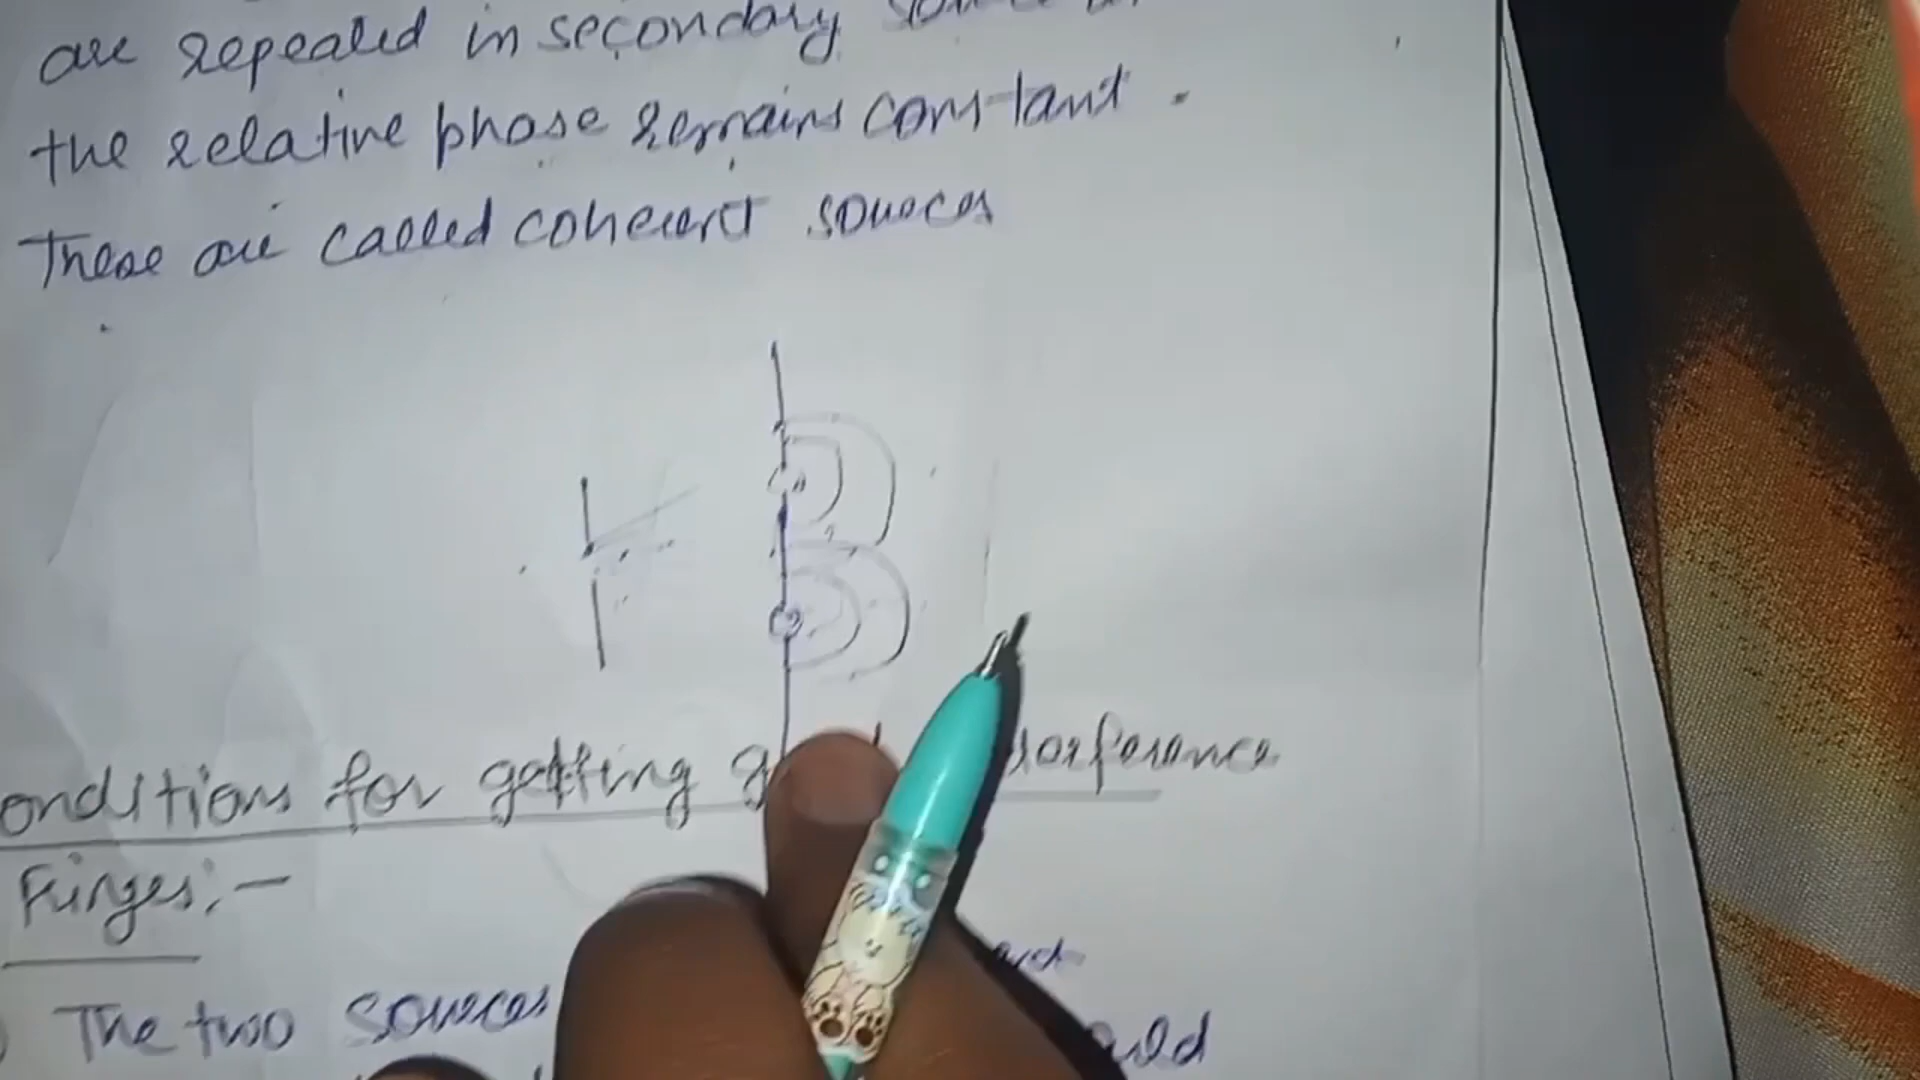 are repeated in secondary
the relative phase remains constant.
These are called coherent sources
onditions for getting
Fringes:-
The two sources